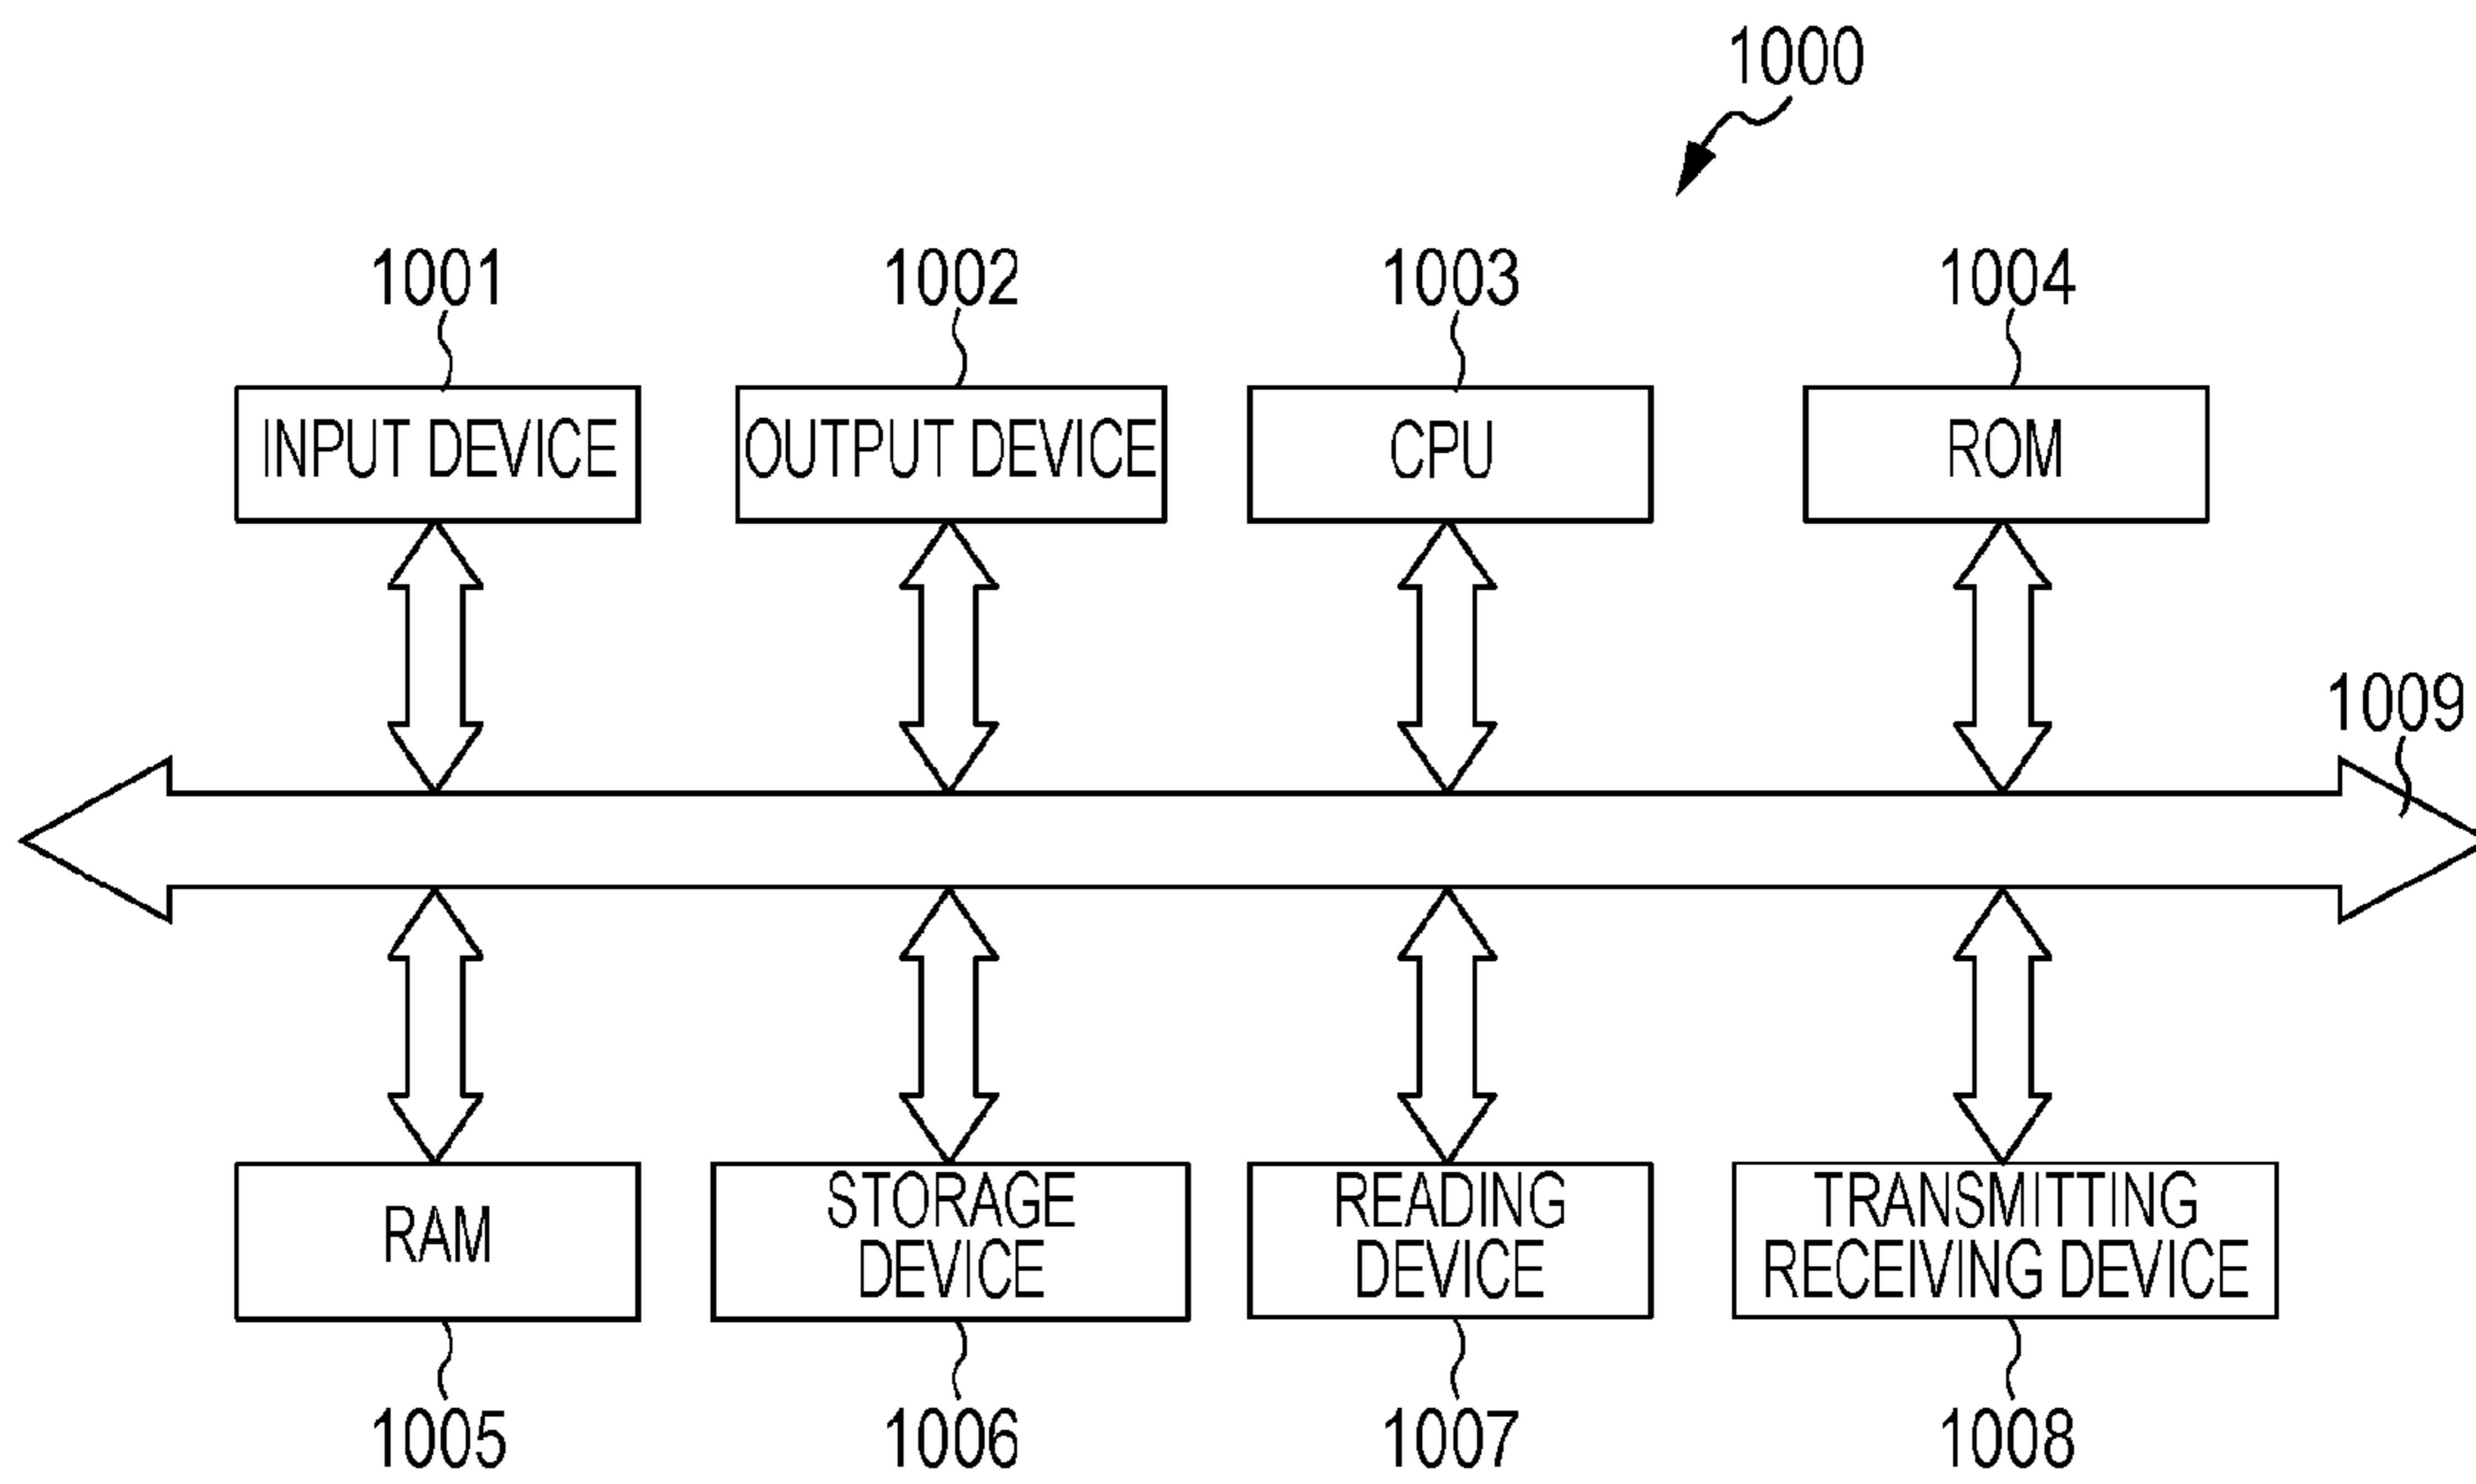 1000
1001
1002
1003
1004
INPUT DEVICE
OUTPUT DEVICE
CPU
ROM
1009
RAM
STORAGE
DEVICE
READING
DEVICE
TRANSMITTING
RECEIVING DEVICE
1005
1006
1007
1008